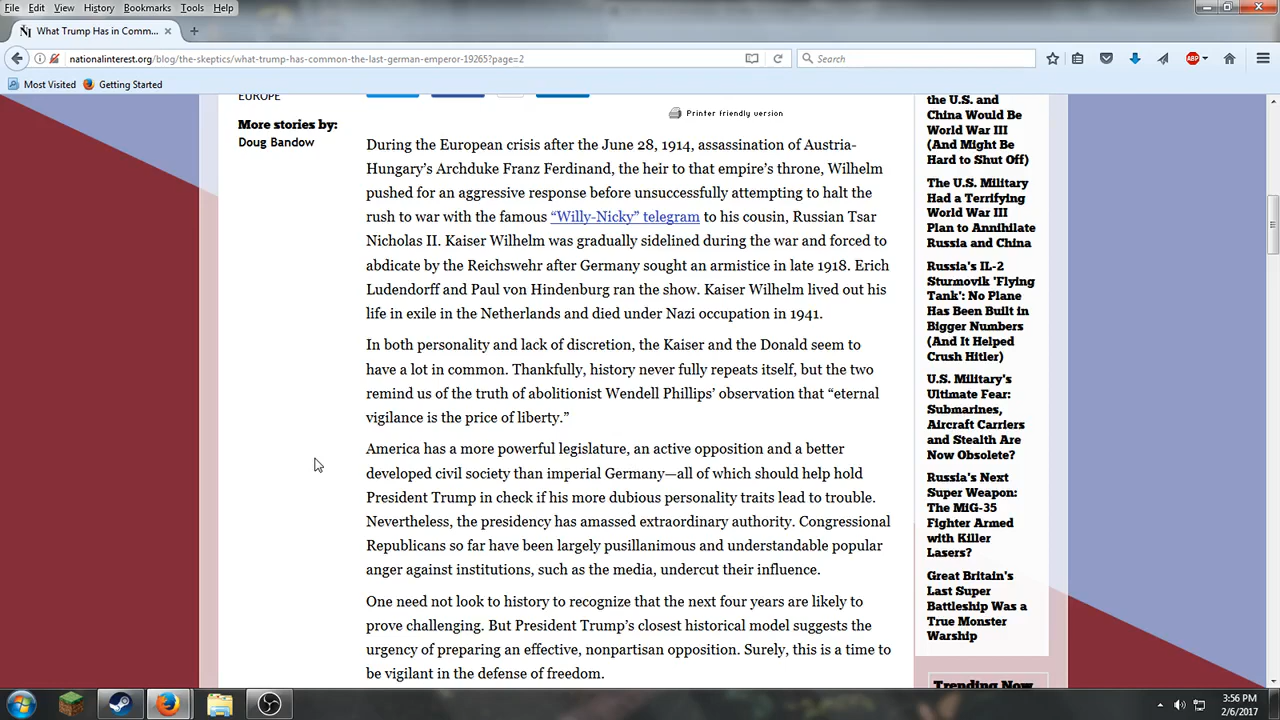 File Edit View History Bookmarks Tools Help
What Trump Has in Comm...
nationalinterest.org/blog/the-skeptics/what-trump-has-common-the-last-german-emperor-19265?page=2
Search
ABP
Most Visited Getting Started
EUROPE
More stories by:
Doug Bandow
Printer friendly version
During the European crisis after the June 28, 1914, assassination of Austria-
Hungary's Archduke Franz Ferdinand, the heir to that empire's throne, Wilhelm
pushed for an aggressive response before unsuccessfully attempting to halt the
rush to war with the famous “Willy-Nicky” telegram to his cousin, Russian Tsar
Nicholas II. Kaiser Wilhelm was gradually sidelined during the war and forced to
abdicate by the Reichswehr after Germany sought an armistice in late 1918. Erich
Ludendorff and Paul von Hindenburg ran the show. Kaiser Wilhelm lived out his
life in exile in the Netherlands and died under Nazi occupation in 1941.
In both personality and lack of discretion, the Kaiser and the Donald seem to
have a lot in common. Thankfully, history never fully repeats itself, but the two
remind us of the truth of abolitionist Wendell Phillips’ observation that “eternal
vigilance is the price of liberty.”
America has a more powerful legislature, an active opposition and a better
developed civil society than imperial Germany—all of which should help hold
President Trump in check if his more dubious personality traits lead to trouble.
Nevertheless, the presidency has amassed extraordinary authority. Congressional
Republicans so far have been largely pusillanimous and understandable popular
anger against institutions, such as the media, undercut their influence.
One need not look to history to recognize that the next four years are likely to
prove challenging. But President Trump’s closest historical model suggests the
urgency of preparing an effective, nonpartisan opposition. Surely, this is a time to
be vigilant in the defense of freedom.
the U.S. and
China Would Be
World War III
(And Might Be
Hard to Shut Off)
The U.S. Military
Had a Terrifying
World War III
Plan to Annihilate
Russia and China
Russia's IL-2
Sturmovik 'Flying
Tank': No Plane
Has Been Built in
Bigger Numbers
(And It Helped
Crush Hitler)
U.S. Military's
Ultimate Fear:
Submarines,
Aircraft Carriers
and Stealth Are
Now Obsolete?
Russia's Next
Super Weapon:
The MiG-35
Fighter Armed
with Killer
Lasers?
Great Britain's
Last Super
Battleship Was a
True Monster
Warship
Trending Now
3:56 PM
2/6/2017